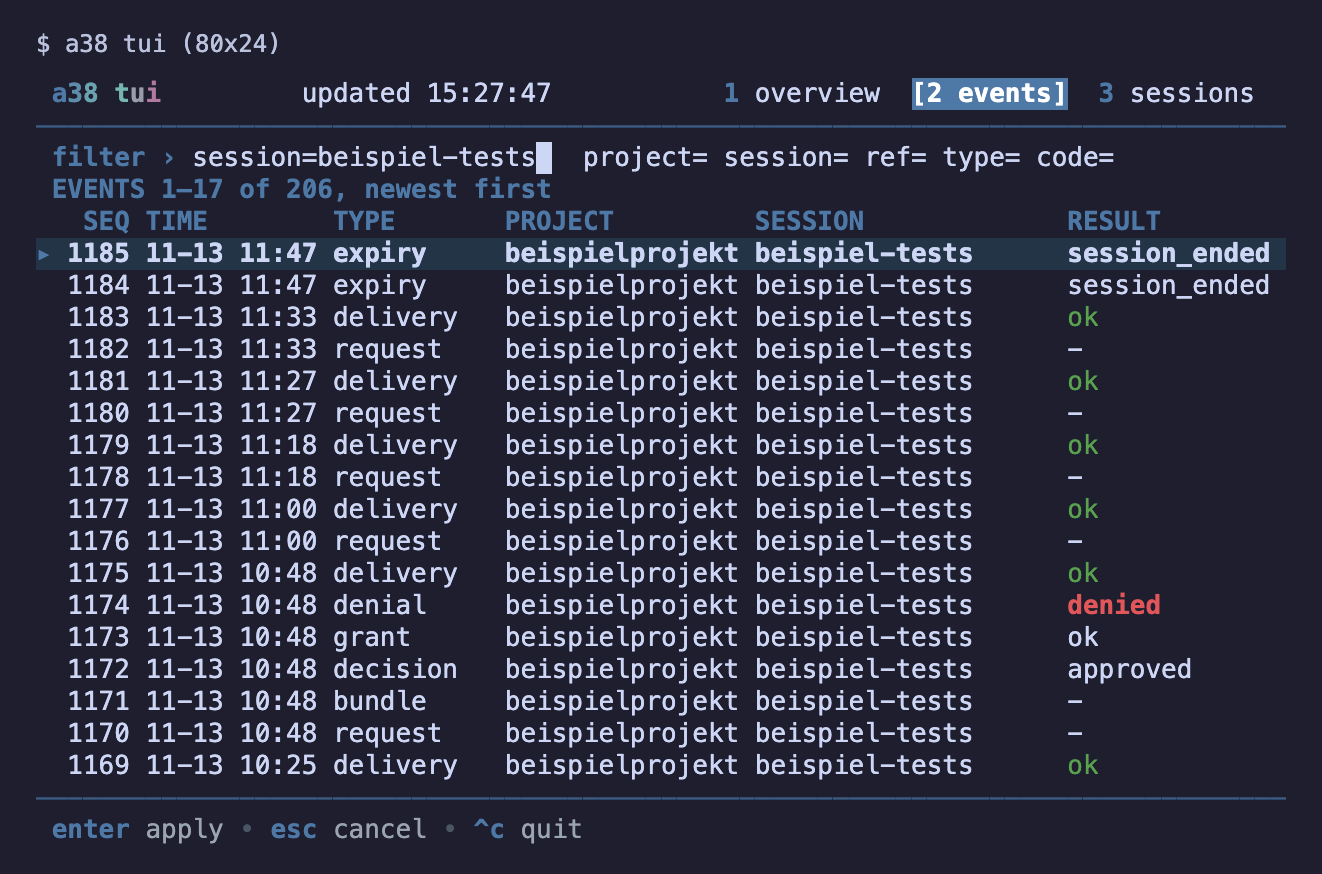 $ a38 tui (80x24)
a38 tui updated 15:27:47 1 overview [2 events] 3 sessions
filter › session=beispiel-tests project= session= ref= type= code=
EVENTS 1–17 of 206, newest first
SEQ TIME TYPE PROJECT SESSION RESULT
▸ 1185 11-13 11:47 expiry beispielprojekt beispiel-tests session_ended
1184 11-13 11:47 expiry beispielprojekt beispiel-tests session_ended
1183 11-13 11:33 delivery beispielprojekt beispiel-tests ok
1182 11-13 11:33 request beispielprojekt beispiel-tests –
1181 11-13 11:27 delivery beispielprojekt beispiel-tests ok
1180 11-13 11:27 request beispielprojekt beispiel-tests –
1179 11-13 11:18 delivery beispielprojekt beispiel-tests ok
1178 11-13 11:18 request beispielprojekt beispiel-tests –
1177 11-13 11:00 delivery beispielprojekt beispiel-tests ok
1176 11-13 11:00 request beispielprojekt beispiel-tests –
1175 11-13 10:48 delivery beispielprojekt beispiel-tests ok
1174 11-13 10:48 denial beispielprojekt beispiel-tests denied
1173 11-13 10:48 grant beispielprojekt beispiel-tests ok
1172 11-13 10:48 decision beispielprojekt beispiel-tests approved
1171 11-13 10:48 bundle beispielprojekt beispiel-tests –
1170 11-13 10:48 request beispielprojekt beispiel-tests –
1169 11-13 10:25 delivery beispielprojekt beispiel-tests ok
enter apply • esc cancel • ^c quit